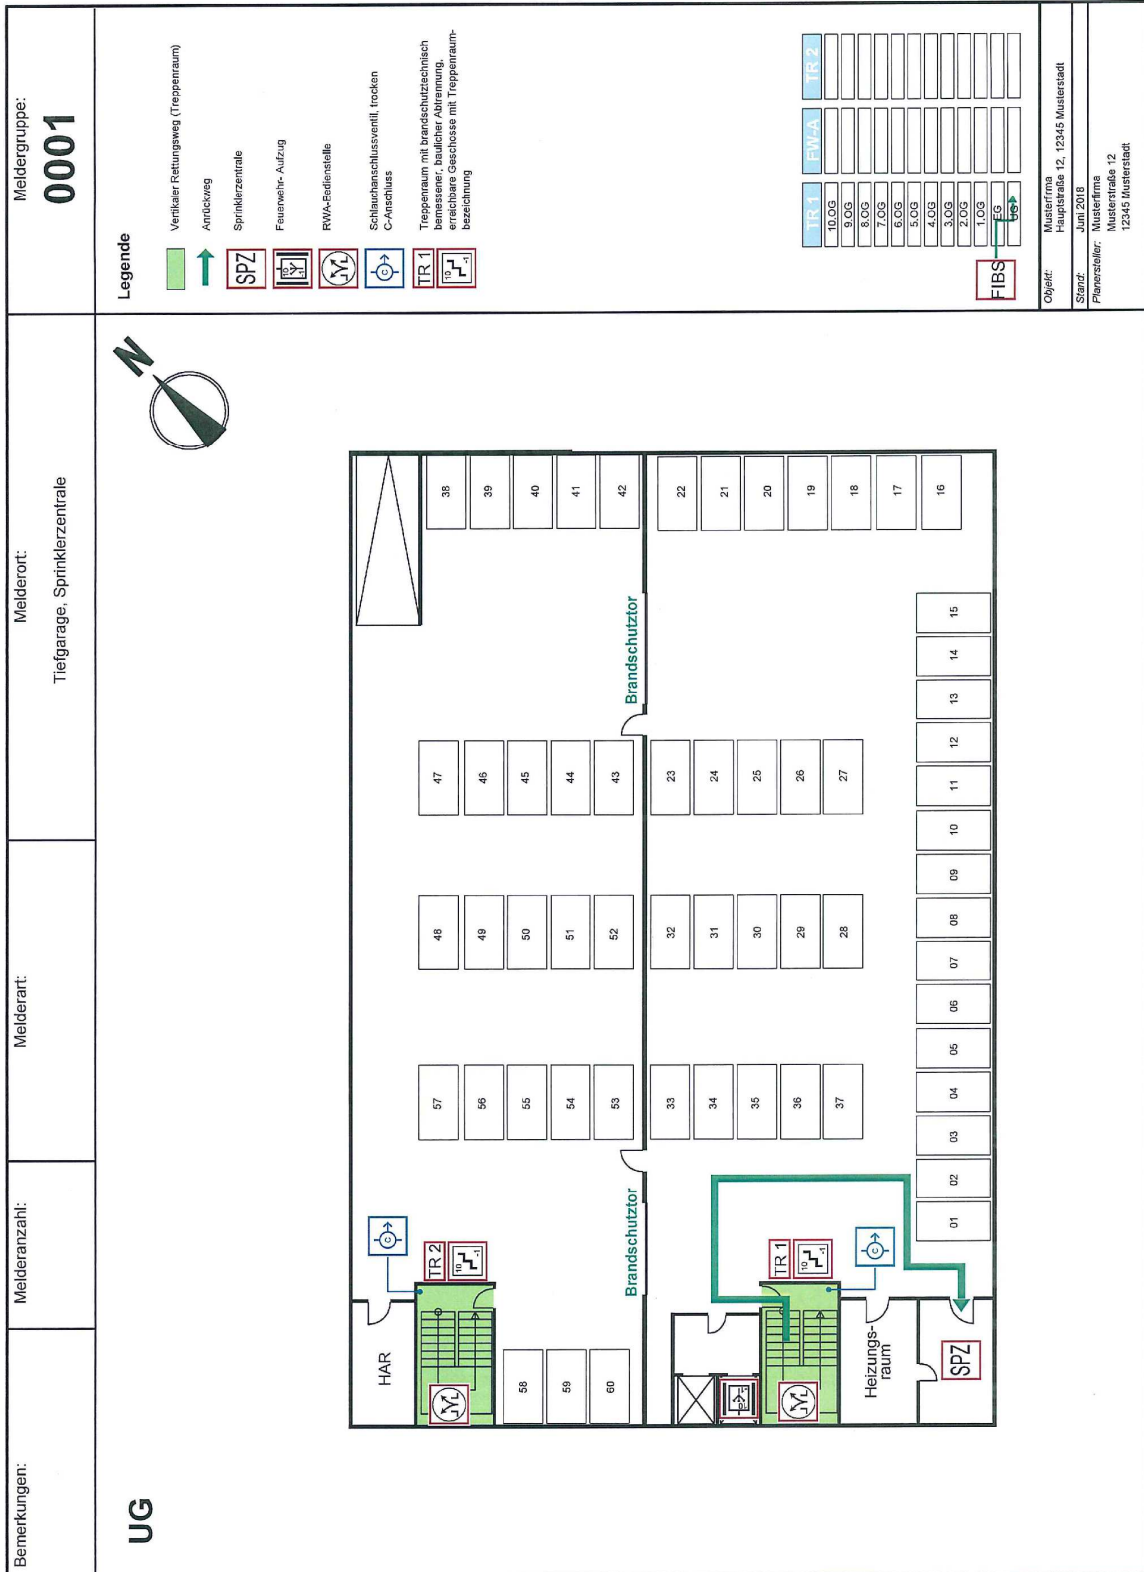 Bemerkungen:
Melderanzahl:
Melderart:
Melderort:
Tiefgarage, Sprinklerzentrale
Meldergruppe:
0001
UG
N
HAR
TR 2
10
-1
C
58
59
60
57
56
55
54
53
48
49
50
51
52
47
46
45
44
43
38
39
40
41
42
Brandschutztor
Brandschutztor
33
34
35
36
37
32
31
30
29
28
23
24
25
26
27
22
21
20
19
18
17
16
TR 1
10
-1
C
Heizungs-
raum
SPZ
01
02
03
04
05
06
07
08
09
10
11
12
13
14
15
Legende
Vertikaler Rettungsweg (Treppenraum)
Anrückweg
SPZ
Sprinklerzentrale
Feuerwehr- Aufzug
RWA-Bedienstelle
C
Schlauchanschlussventil, trocken
C-Anschluss
TR 1
10
-1
Treppenraum mit brandschutztechnisch
bemessener, baulicher Abtrennung,
erreichbare Geschosse mit Treppenraum-
bezeichnung
TR 1 FW-A TR 2
10.OG
9.OG
8.OG
7.OG
6.OG
5.OG
4.OG
3.OG
2.OG
1.OG
EG
UG
FIBS
Objekt: Musterfirma
Hauptstraße 12, 12345 Musterstadt
Stand: Juni 2018
Planersteller: Musterfirma
Musterstraße 12
12345 Musterstadt